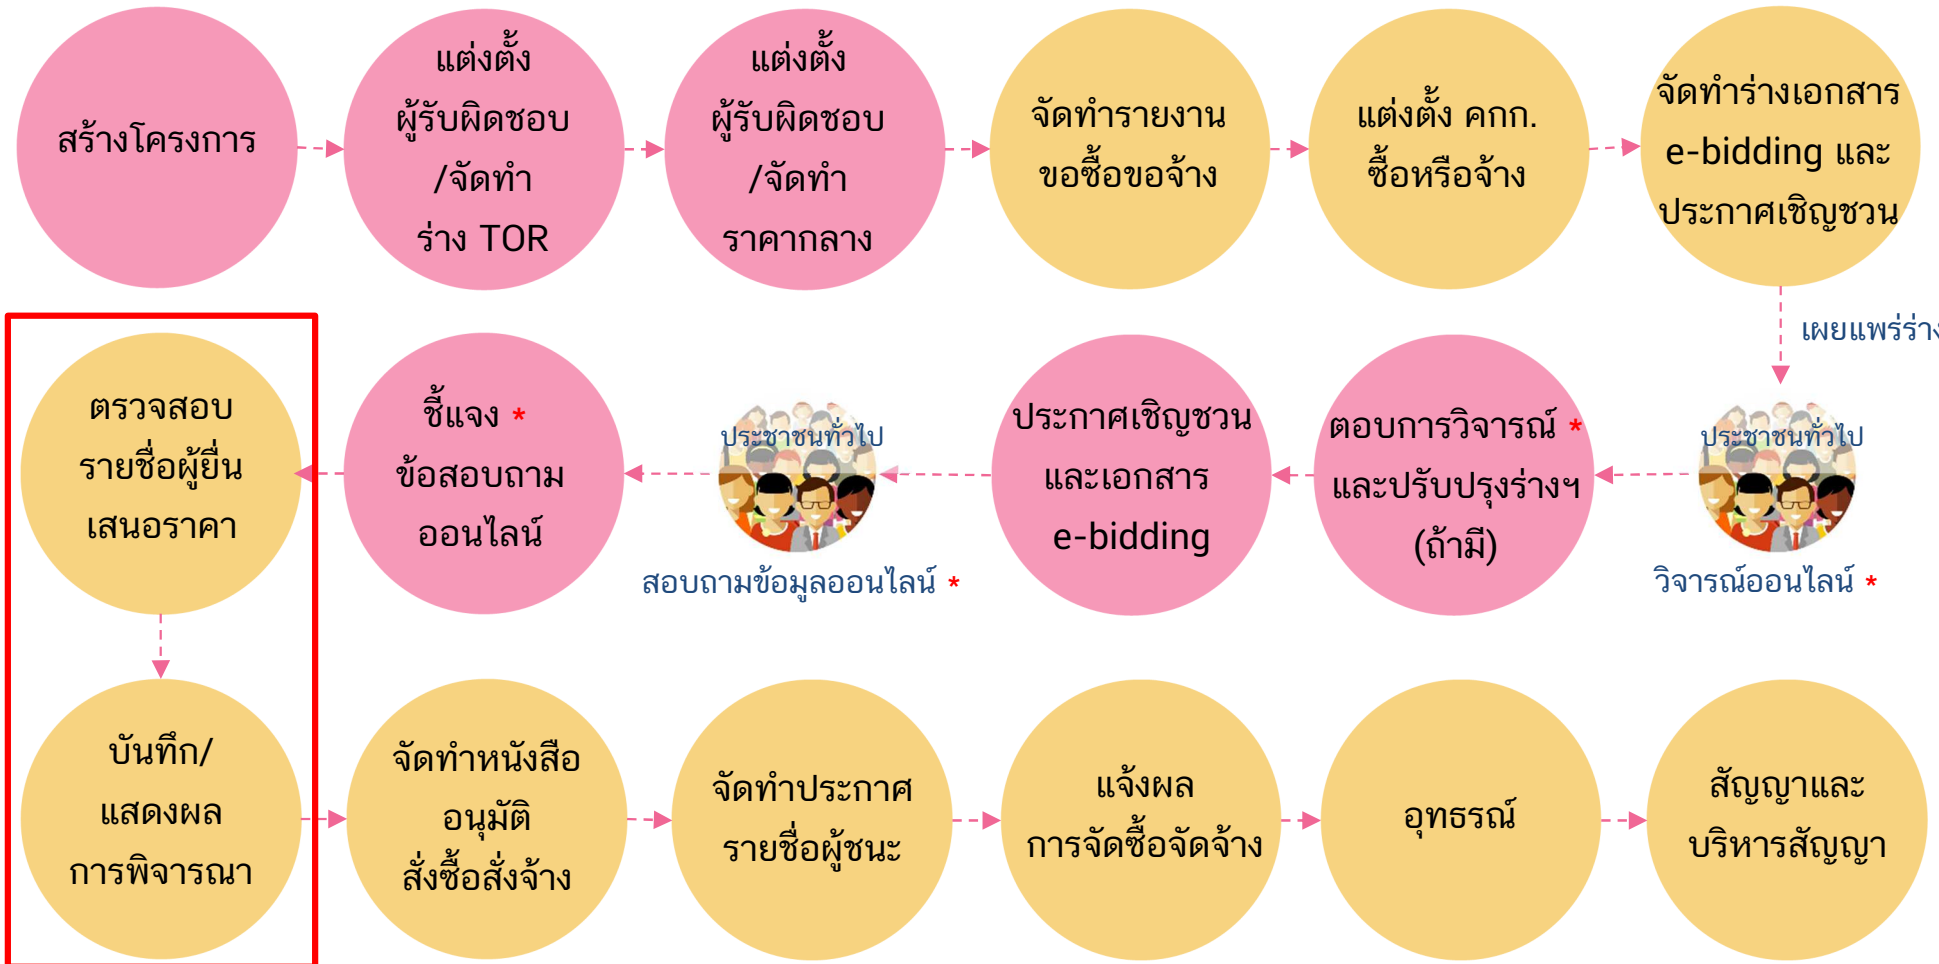 สร้างโครงการ
แต่งตั้ง
ผู้รับผิดชอบ
/จัดทำ
ร่าง TOR
แต่งตั้ง
ผู้รับผิดชอบ
/จัดทำ
ราคากลาง
จัดทำรายงาน
ขอซื้อขอจ้าง
แต่งตั้ง คกก.
ซื้อหรือจ้าง
จัดทำร่างเอกสาร
e-bidding และ
ประกาศเชิญชวน
เผยแพร่ร่าง
ประชาชนทั่วไป
วิจารณ์ออนไลน์ *
ตอบการวิจารณ์ *
และปรับปรุงร่างฯ
(ถ้ามี)
ประกาศเชิญชวน
และเอกสาร
e-bidding
ประชาชนทั่วไป
สอบถามข้อมูลออนไลน์ *
ชี้แจง *
ข้อสอบถาม
ออนไลน์
ตรวจสอบ
รายชื่อผู้ยื่น
เสนอราคา
บันทึก/
แสดงผล
การพิจารณา
จัดทำหนังสือ
อนุมัติ
สั่งซื้อสั่งจ้าง
จัดทำประกาศ
รายชื่อผู้ชนะ
แจ้งผล
การจัดซื้อจัดจ้าง
อุทธรณ์
สัญญาและ
บริหารสัญญา